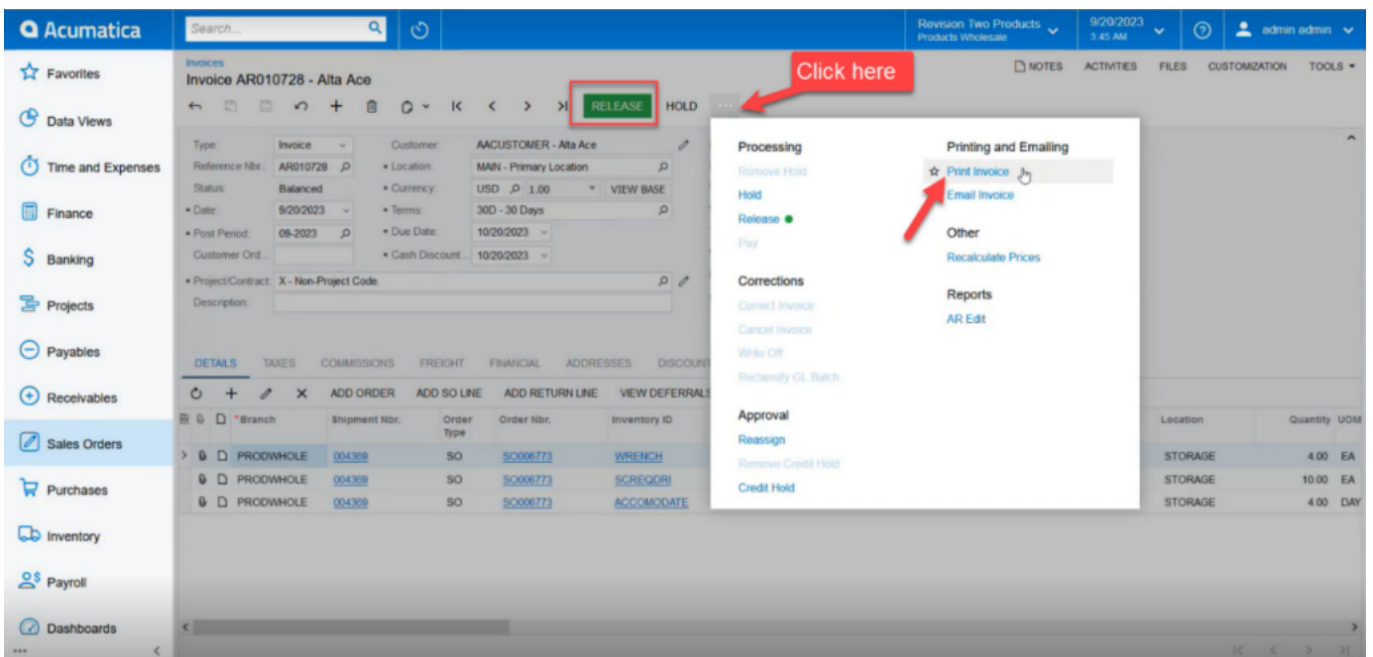 Acumatica
Search...
Revision Two Products
Products Wholesale
9/20/2023
3:45 AM
admin admin
Favorites
Data Views
Time and Expenses
Finance
Banking
Projects
Payables
Receivables
Sales Orders
Purchases
Inventory
Payroll
Dashboards
Invoices
Invoice AR010728 - Alta Ace
NOTES ACTIVITIES FILES CUSTOMIZATION TOOLS
Click here
RELEASE HOLD
Type: Invoice Customer: AACUSTOMER - Alta Ace
Reference Nbr.: AR010728 * Location: MAIN - Primary Location
Status: Balanced * Currency: USD 1.00 VIEW BASE
* Date: 9/20/2023 * Terms: 30D - 30 Days
* Post Period: 09-2023 * Due Date: 10/20/2023
Customer Ord... * Cash Discount... 10/20/2023
* Project/Contract: X - Non-Project Code.
Description:
Processing
Remove Hold
Hold
Release
Pay
Corrections
Correct Invoice
Cancel Invoice
Write Off
Reclassify GL Batch
Approval
Reassign
Remove Credit Hold
Credit Hold
Printing and Emailing
Print Invoice
Email Invoice
Other
Recalculate Prices
Reports
AR Edit
DETAILS TAXES COMMISSIONS FREIGHT FINANCIAL ADDRESSES DISCOUNT
ADD ORDER ADD SO LINE ADD RETURN LINE VIEW DEFERRALS
* Branch Shipment Nbr. Order Type Order Nbr. Inventory ID Location Quantity UOM
PRODWHOLE 004369 SO SO006773 WRENCH STORAGE 4.00 EA
PRODWHOLE 004369 SO SO006773 SCREQDRI STORAGE 10.00 EA
PRODWHOLE 004369 SO SO006773 ACCOMODATE STORAGE 4.00 DAY